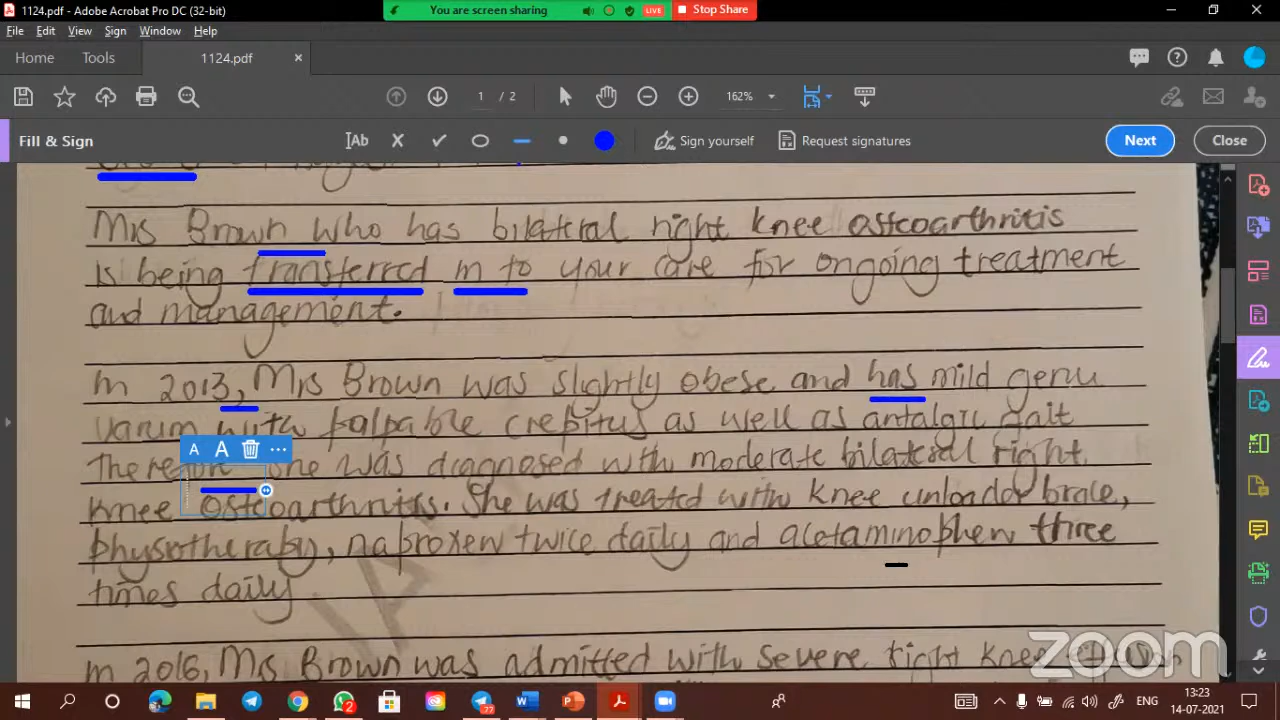 1124.pdf - Adobe Acrobat Pro DC (32-bit)
You are screen sharing
LIVE
Stop Share
File Edit View Sign Window Help
Home Tools 1124.pdf
1 / 2
162%
Fill & Sign
Ab
Sign yourself
Request signatures
Next
Close
Mrs Brown who has bilateral right knee osteoarthritis
is being transferred in to your care for ongoing treatment
and management.
In 2013, Mrs Brown was slightly obese and has mild genu
varum with palpable crepitus as well as antalgic gait
she was diagnosed with moderate bilateral right
knee osteoarthritis. She was treated with knee unloader brace,
physiotherapy, naproxen twice daily and acetaminophen three
times daily
A A
In 2016, Mrs Brown was admitted with severe right knee
zoom
ENG
13:23
14-07-2021